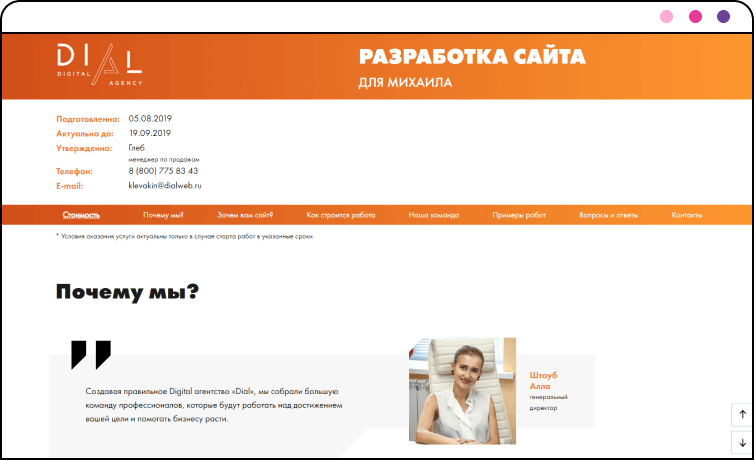 DIAL
DIGITAL
AGENCY
РАЗРАБОТКА САЙТА
ДЛЯ МИХАИЛА
Подготовленно: 05.08.2019
Актуально до: 19.09.2019
Утвержденно: Глеб
менеджер по продажам
Телефон: 8 (800) 775 83 43
E-mail: klevakin@dialweb.ru
Стоимость Почему мы? Зачем вам сайт? Как строится работа Наша команда Примеры работ Вопросы и ответы Контакты
* Условия оказания услуги актуальны только в случае старта работ в указанные сроки
Почему мы?
Создавая правильное Digital агентство «Dial», мы собрали большую
команду профессионалов, которые будут работать над достижением
вашей цели и помогать бизнесу расти.
Штауб
Алла
генеральный
директор